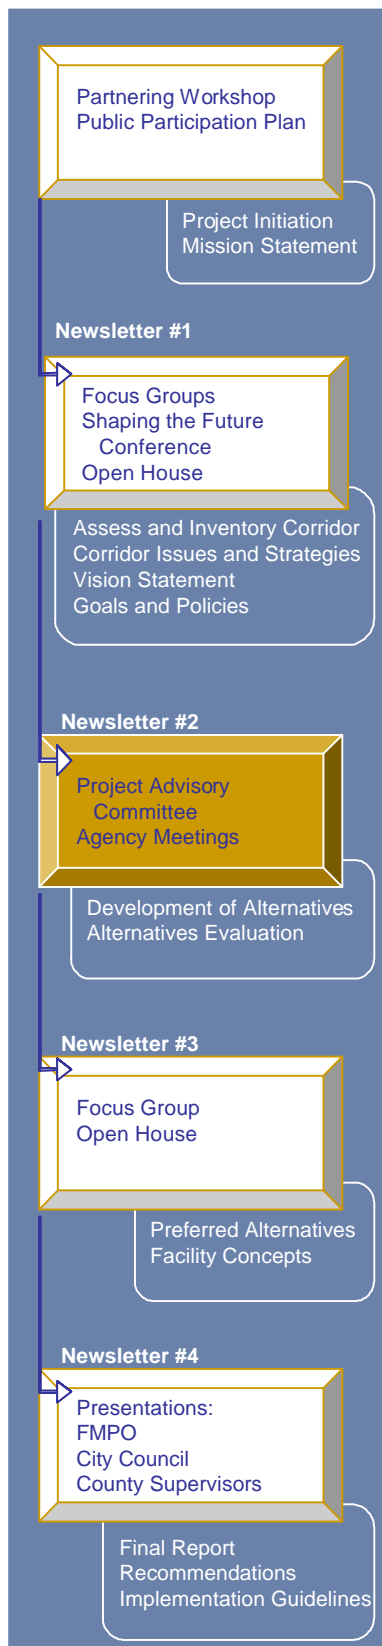 Partnering Workshop
Public Participation Plan
Project Initiation
Mission Statement
Newsletter #1
Focus Groups
Shaping the Future
Conference
Open House
Assess and Inventory Corridor
Corridor Issues and Strategies
Vision Statement
Goals and Policies
Newsletter #2
Project Advisory
Committee
Agency Meetings
Development of Alternatives
Alternatives Evaluation
Newsletter #3
Focus Group
Open House
Preferred Alternatives
Facility Concepts
Newsletter #4
Presentations:
FMPO
City Council
County Supervisors
Final Report
Recommendations
Implementation Guidelines